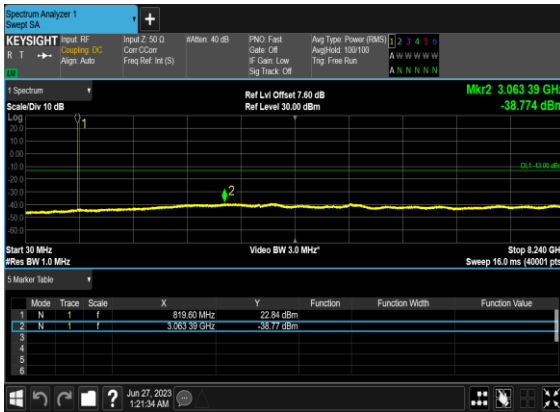 Spectrum Analyzer 1
Swept SA
+
KEYSIGHT Input: RF Input Z: 50 Ω #Atten: 40 dB PNO: Fast Avg Type: Power (RMS) 1 2 3 4 5 6
R T Coupling: DC Corr CCorr Gate: Off Avg|Hold: 100/100 A W W W W W
Align: Auto Freq Ref: Int (S) IF Gain: Low Trig: Free Run
LW Sig Track: Off A N N N N N
1 Spectrum Ref Lvl Offset 7.60 dB Mkr2 3.063 39 GHz
Scale/Div 10 dB Ref Level 30.00 dBm -38.774 dBm
Log
20.0
10.0
0.00
-10.0
-20.0
-30.0
-40.0
-50.0
-60.0
1
2
DL1 -13.00 dBm
Start 30 MHz Video BW 3.0 MHz* Stop 8.240 GHz
#Res BW 1.0 MHz Sweep 16.0 ms (40001 pts)
5 Marker Table
Mode Trace Scale X Y Function Function Width Function Value
1 N 1 f 819.60 MHz 22.84 dBm
2 N 1 f 3.063 39 GHz -38.77 dBm
3
4
5
6
? Jun 27, 2023
1:21:34 AM